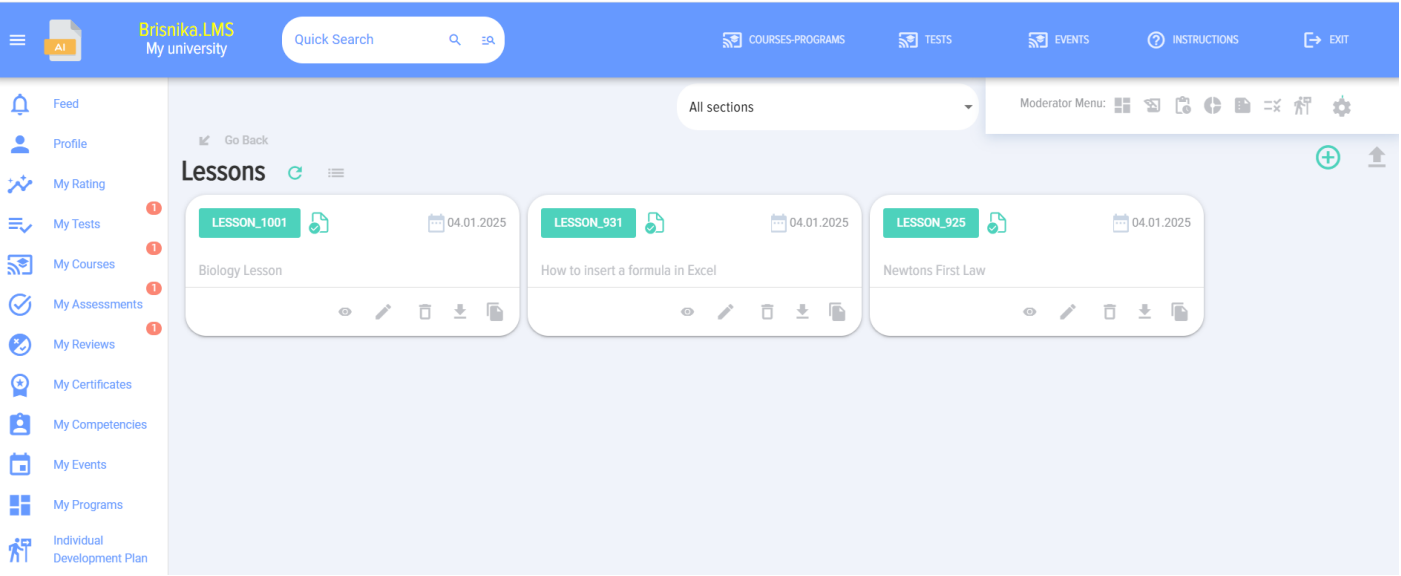 AI
Brisnika.LMS
My university
Quick Search
COURSES-PROGRAMS
TESTS
EVENTS
INSTRUCTIONS
EXIT
Feed
Profile
My Rating
1
My Tests
1
My Courses
1
My Assessments
1
My Reviews
My Certificates
My Competencies
My Events
My Programs
Individual
Development Plan
All sections
Moderator Menu:
Go Back
Lessons
LESSON_1001
04.01.2025
Biology Lesson
LESSON_931
04.01.2025
How to insert a formula in Excel
LESSON_925
04.01.2025
Newtons First Law